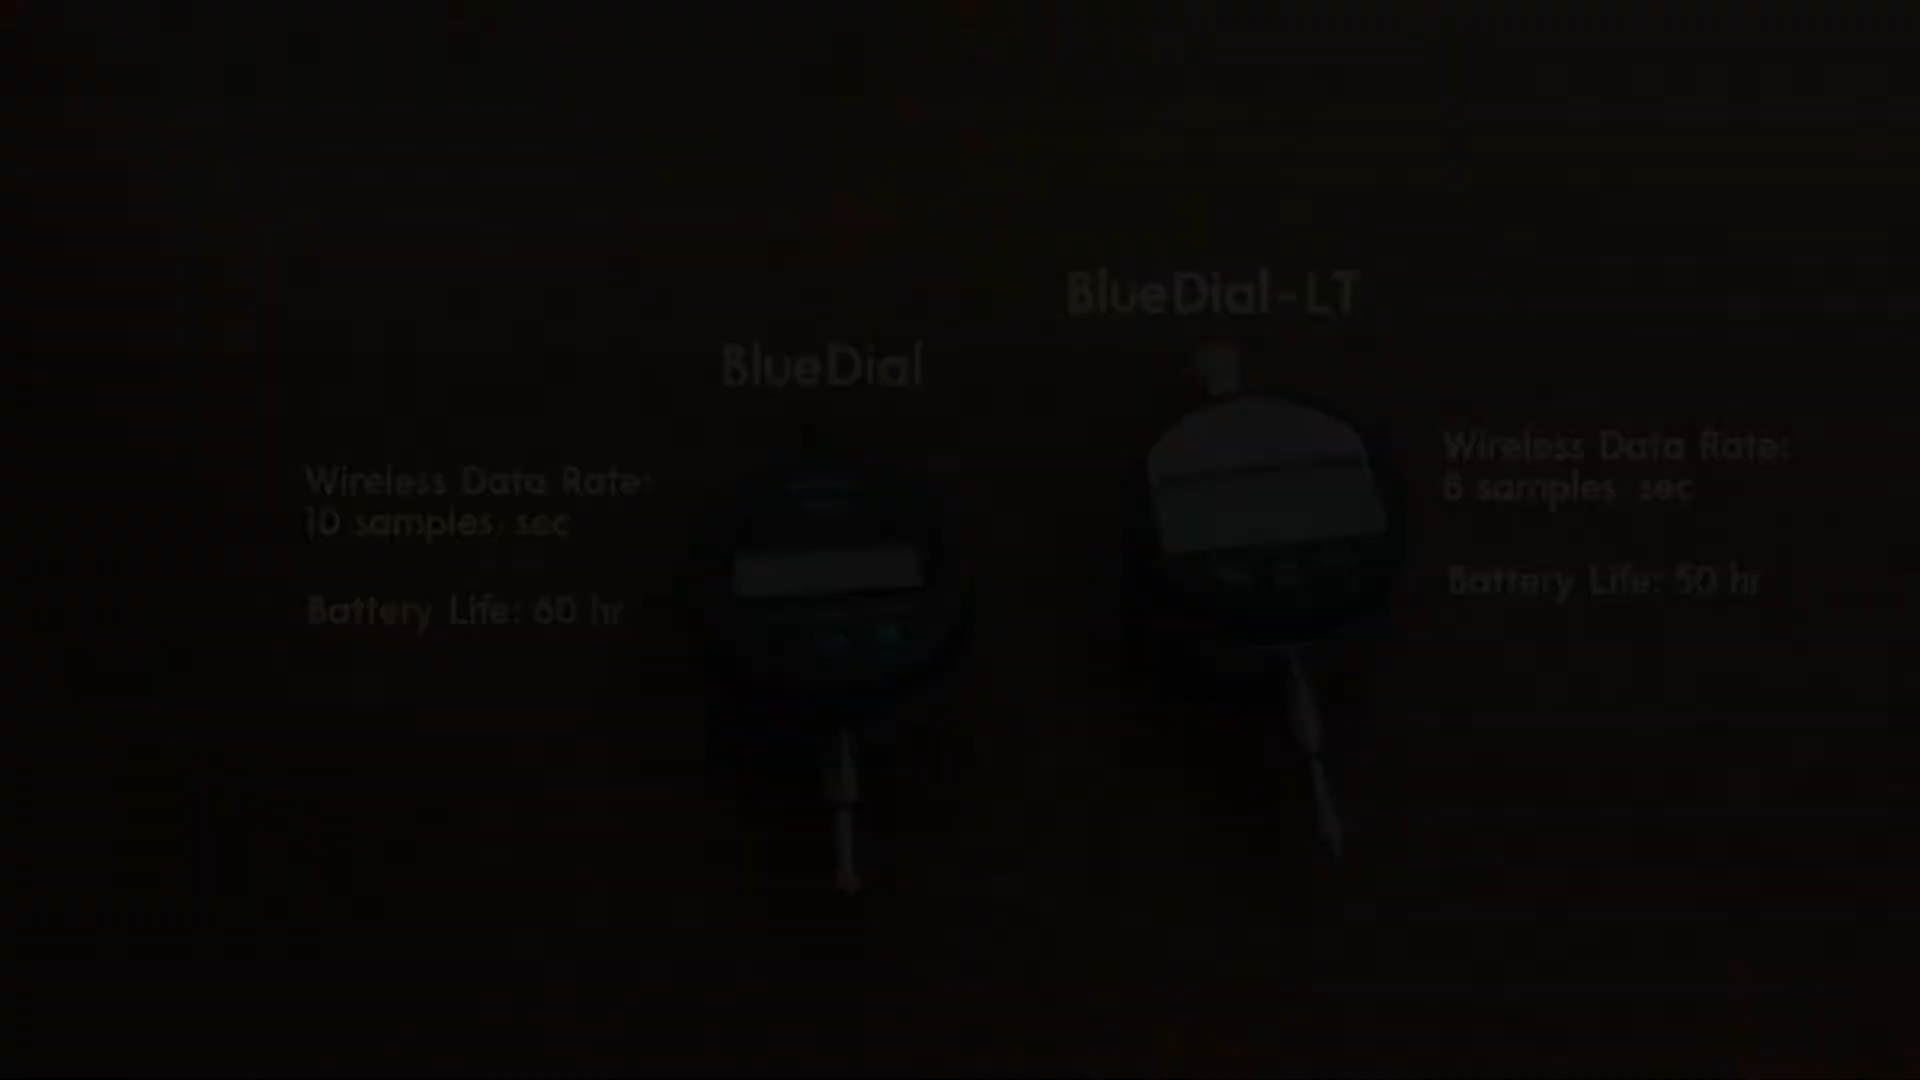 BlueDial-LT
BlueDial
Wireless Data Rate:
10 samples/sec
Battery Life: 60 hr
Wireless Data Rate:
8 samples/sec
Battery Life: 50 hr